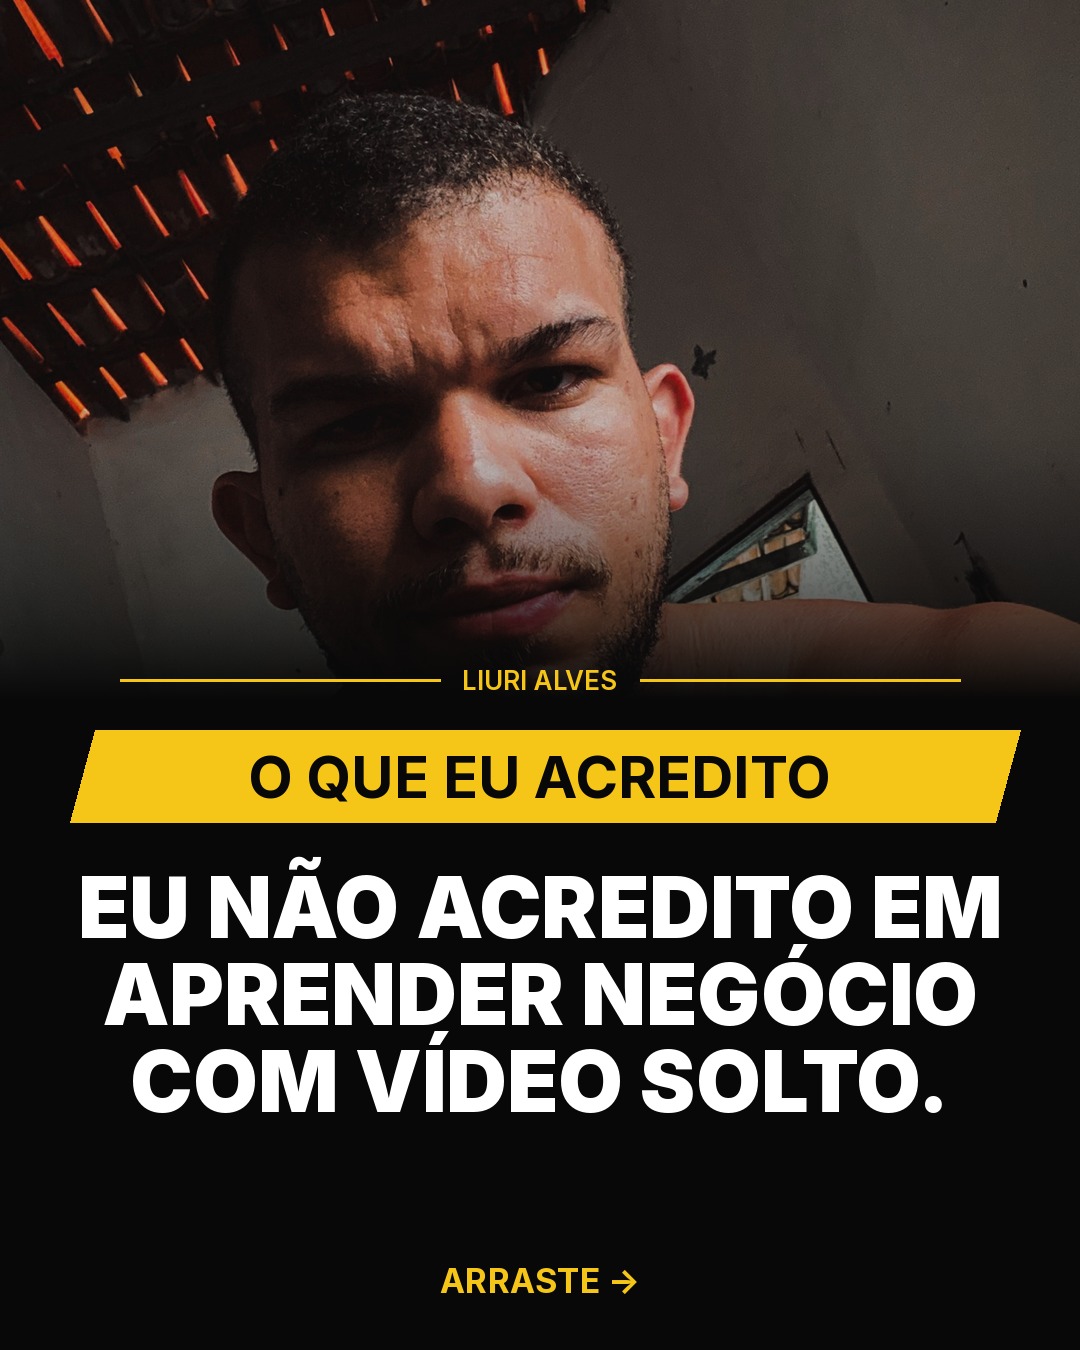 LIURI ALVES
O QUE EU ACREDITO
EU NÃO ACREDITO EM
APRENDER NEGÓCIO
COM VÍDEO SOLTO.
ARRASTE →